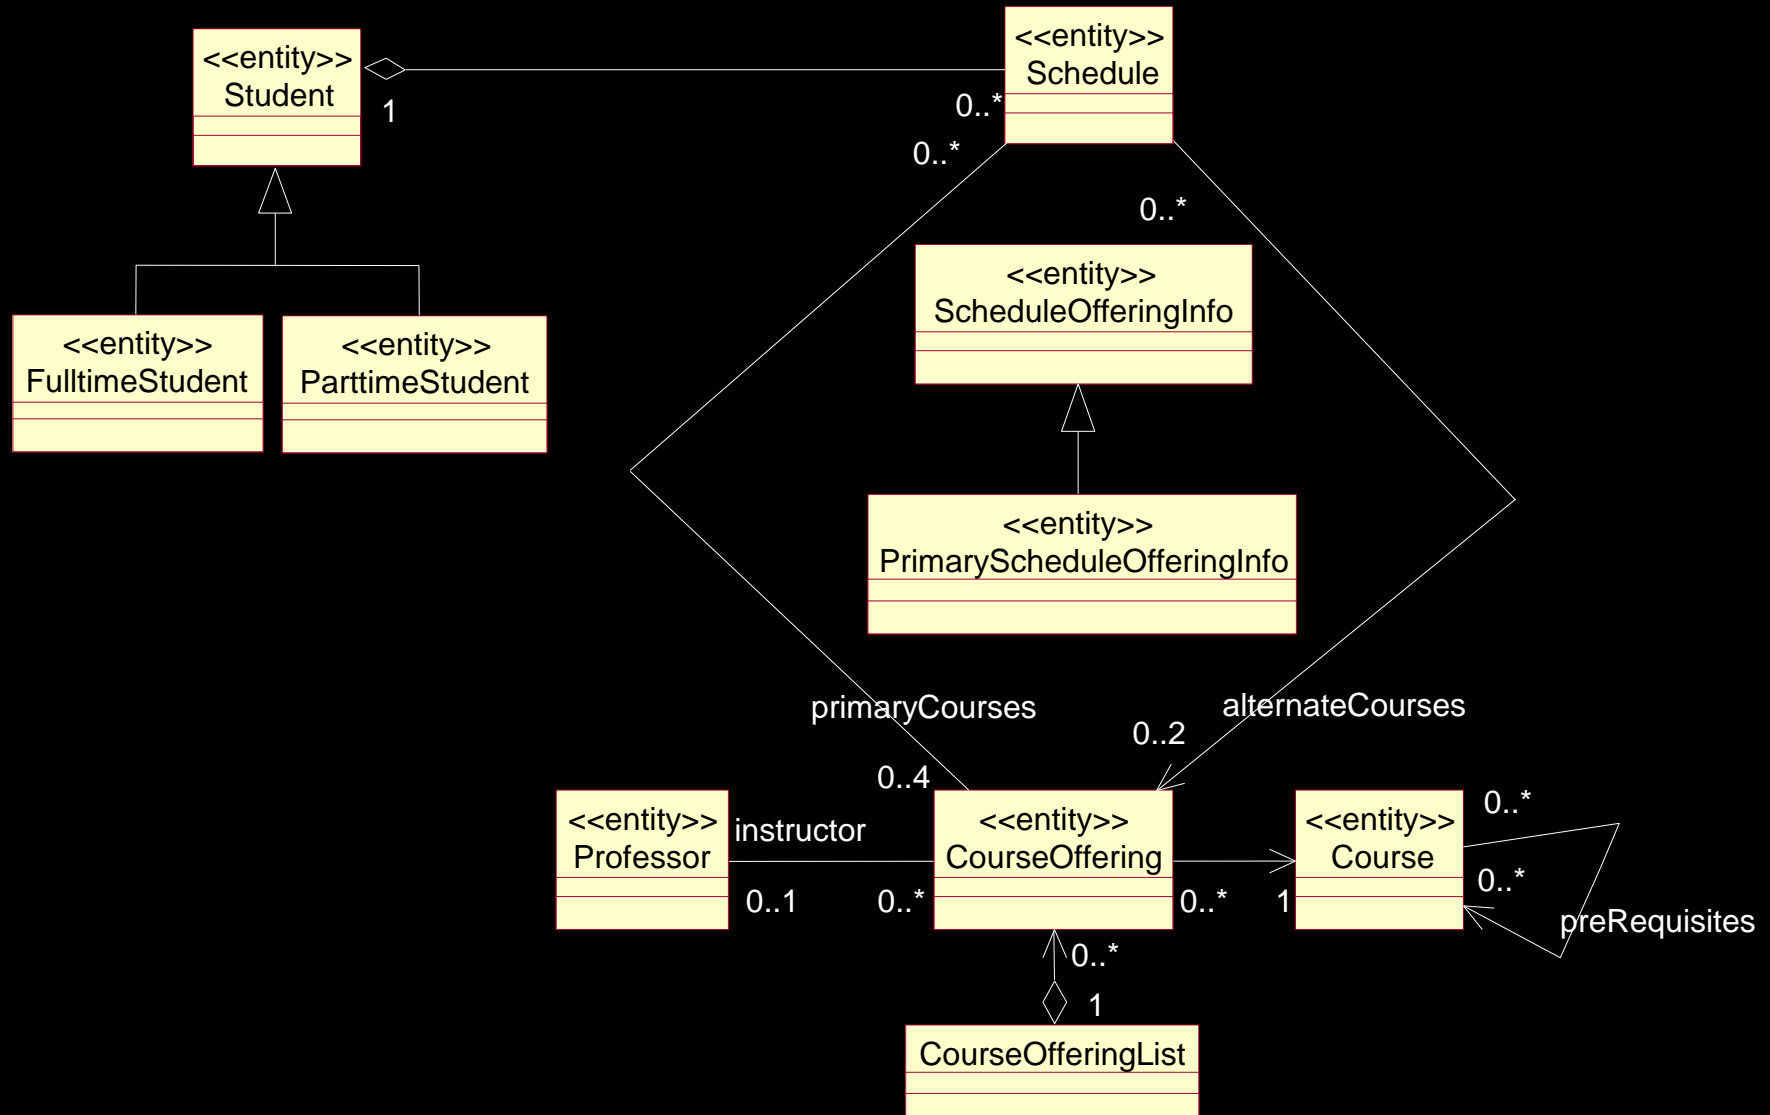 <<entity>>
Student
1
<<entity>>
Schedule
0..*
0..*
0..*
<<entity>>
ScheduleOfferingInfo
<<entity>>
FulltimeStudent
<<entity>>
ParttimeStudent
<<entity>>
PrimaryScheduleOfferingInfo
primaryCourses
alternateCourses
0..2
0..4
<<entity>>
Professor
instructor
0..1
0..*
<<entity>>
CourseOffering
0..*
1
<<entity>>
Course
0..*
0..*
preRequisites
0..*
1
CourseOfferingList